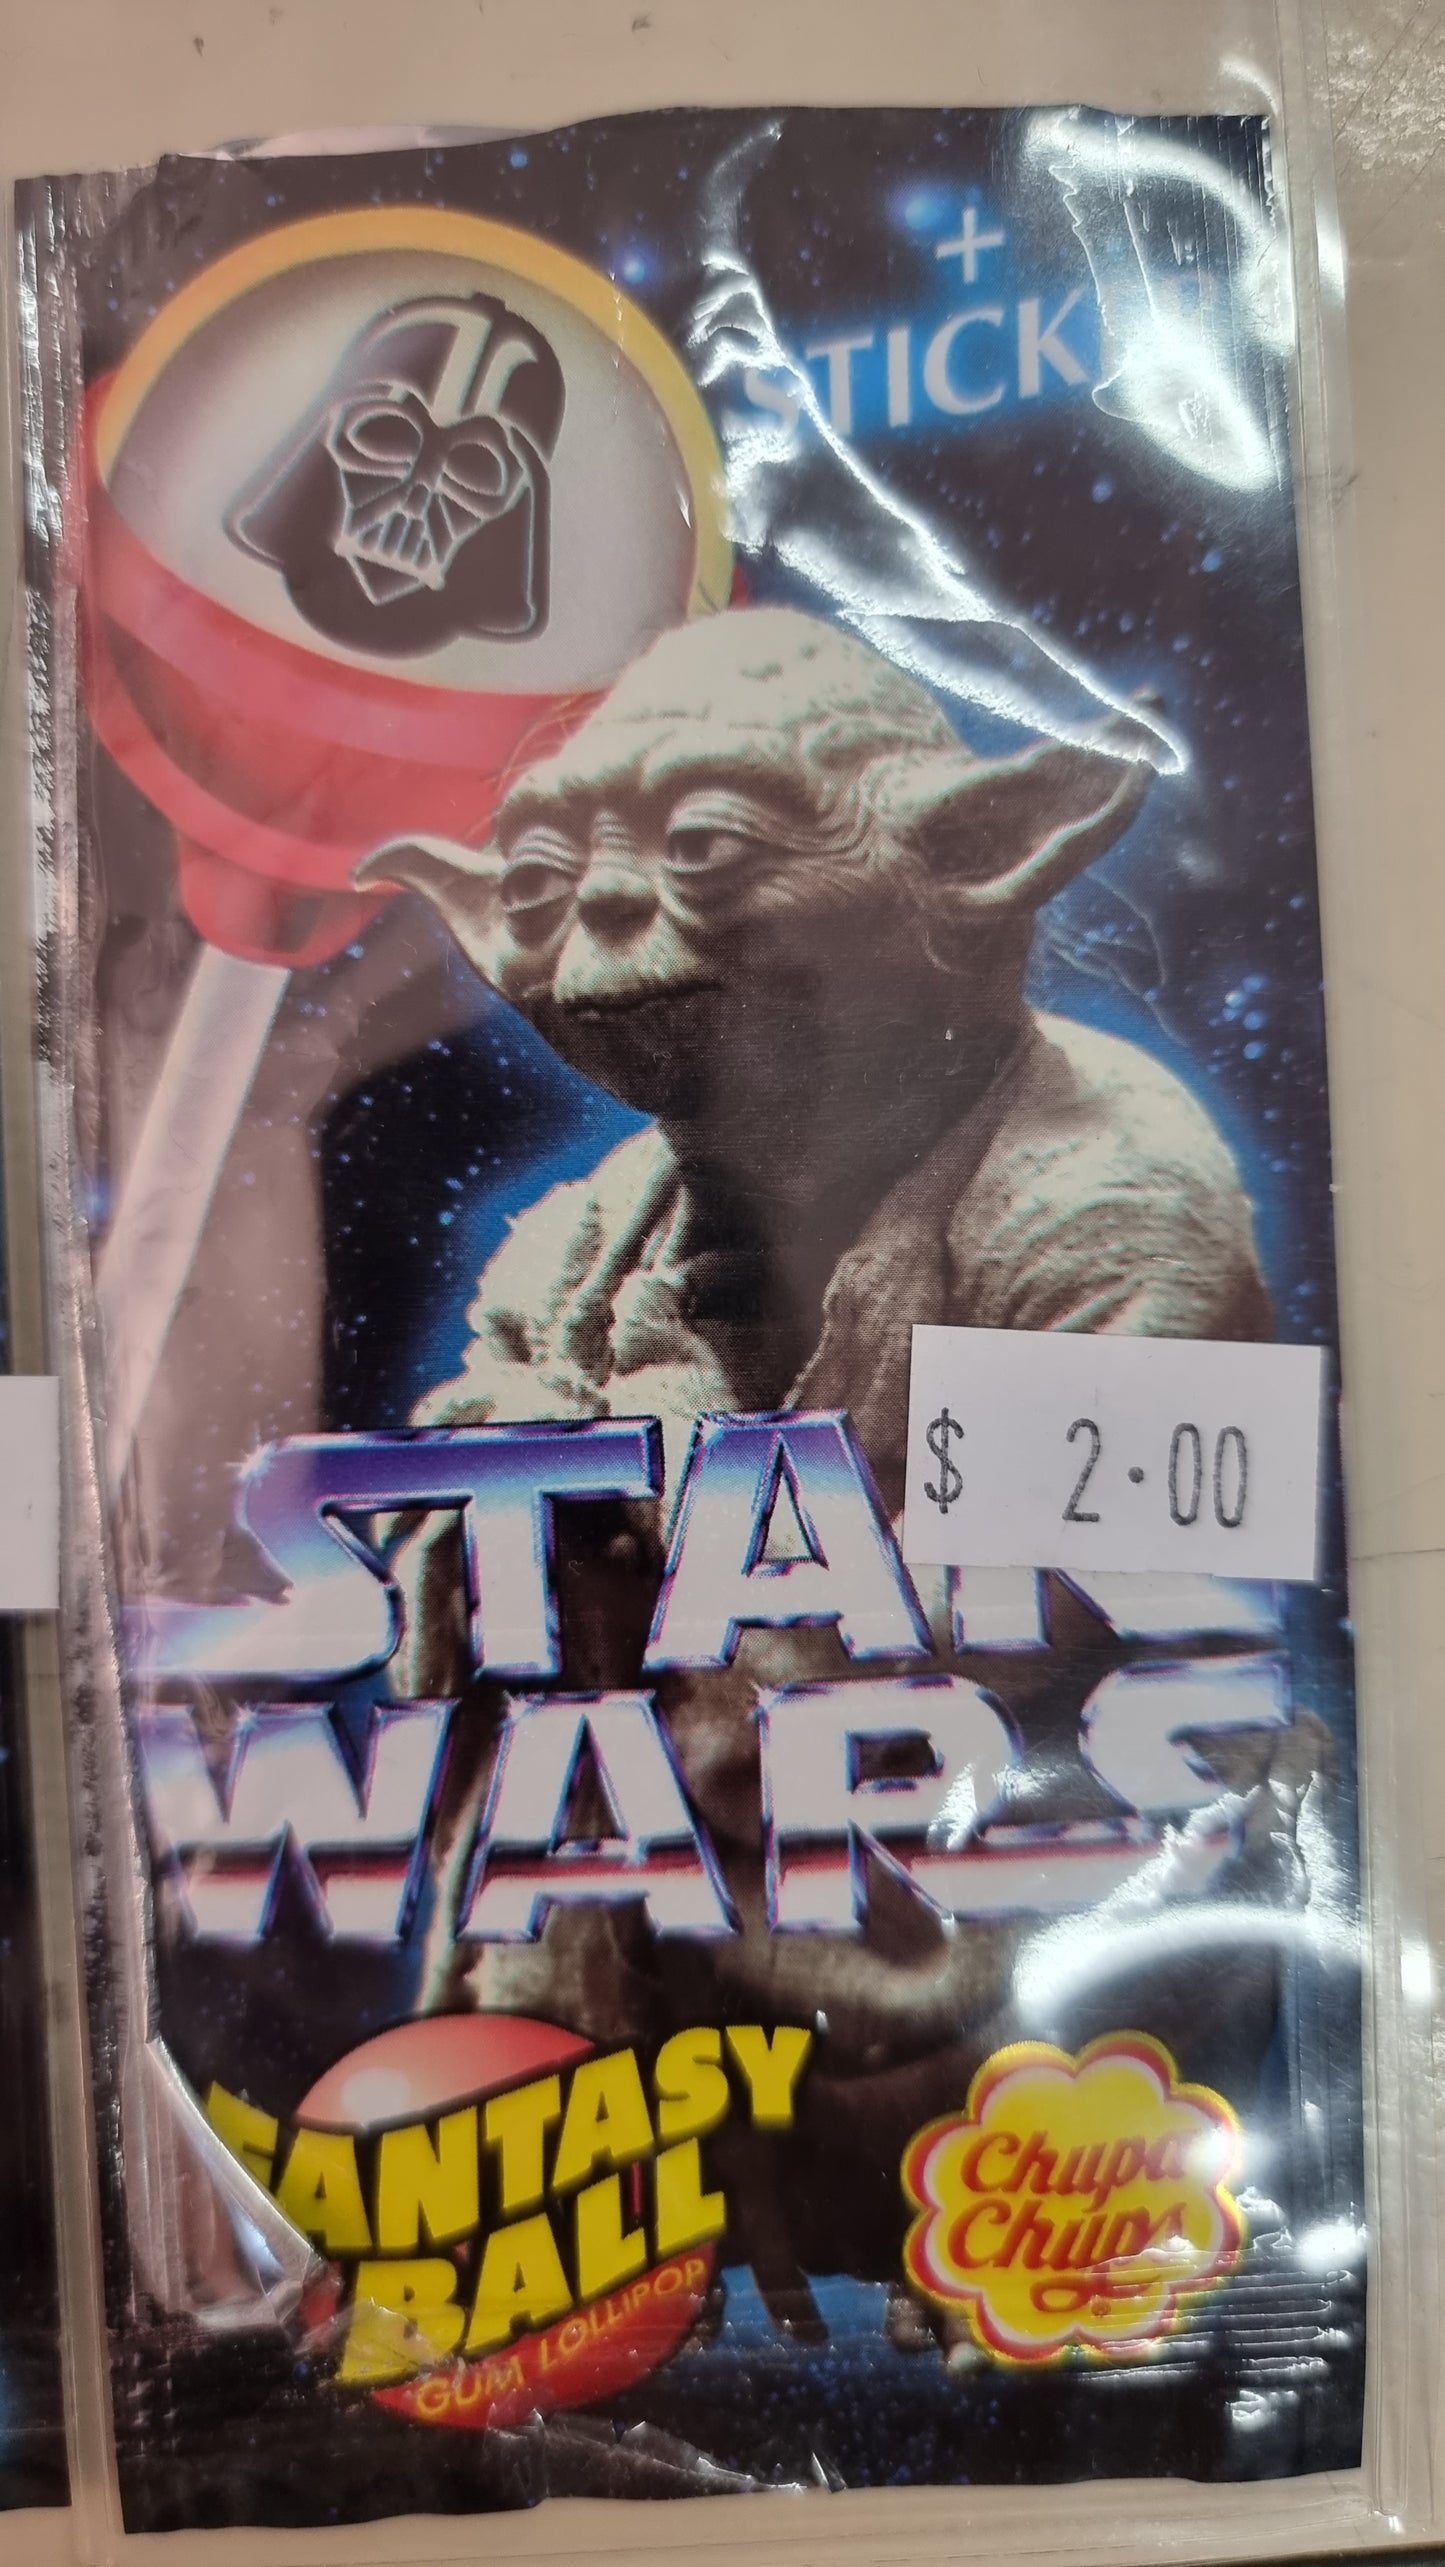 +
STICK
$ 2.00
STAR
WARS
FANTASY
BALL
GUM LOLLIPOP
Chupa
Chups